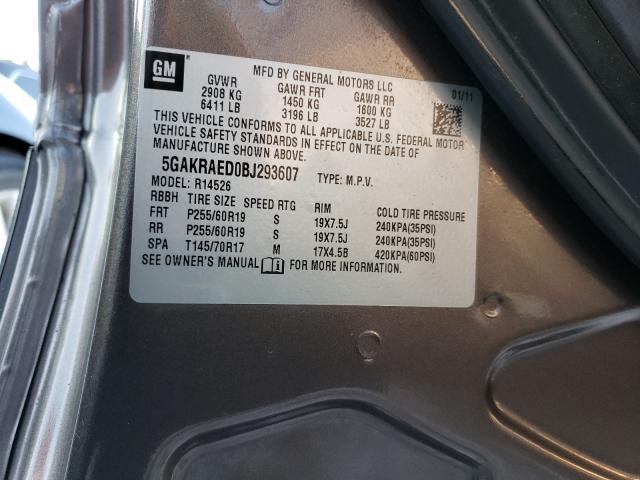 GM
MFD BY GENERAL MOTORS LLC
01/11
GVWR GAWR FRT GAWR RR
2908 KG 1450 KG 1600 KG
6411 LB 3196 LB 3527 LB
THIS VEHICLE CONFORMS TO ALL APPLICABLE U.S. FEDERAL MOTOR
VEHICLE SAFETY STANDARDS IN EFFECT ON THE DATE OF
MANUFACTURE SHOWN ABOVE.
5GAKRAED0BJ293607 TYPE: M.P.V.
MODEL: R14526
RBBH TIRE SIZE SPEED RTG RIM COLD TIRE PRESSURE
FRT P255/60R19 S 19X7.5J 240KPA(35PSI)
RR P255/60R19 S 19X7.5J 240KPA(35PSI)
SPA T145/70R17 M 17X4.5B 420KPA(60PSI)
SEE OWNER'S MANUAL FOR MORE INFORMATION.